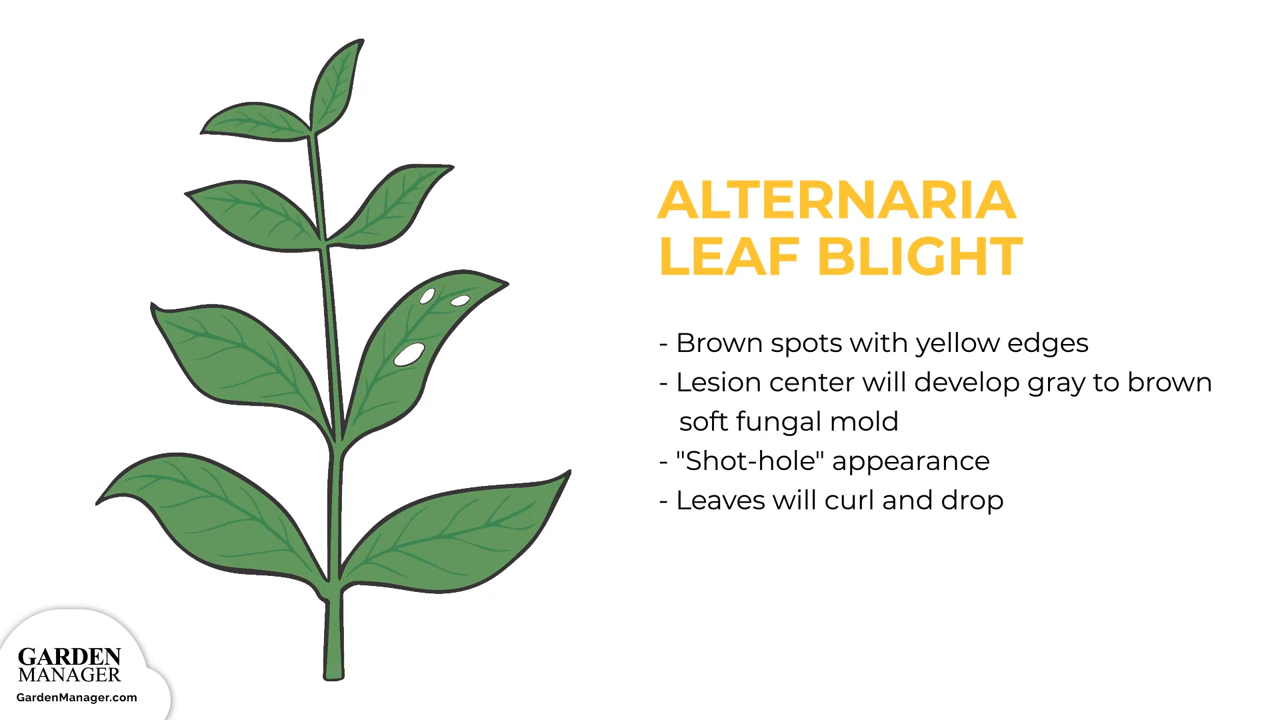 ALTERNARIA
LEAF BLIGHT
- Brown spots with yellow edges
- Lesion center will develop gray to brown
soft fungal mold
- "Shot-hole" appearance
- Leaves will curl and drop
GARDEN
MANAGER
GardenManager.com